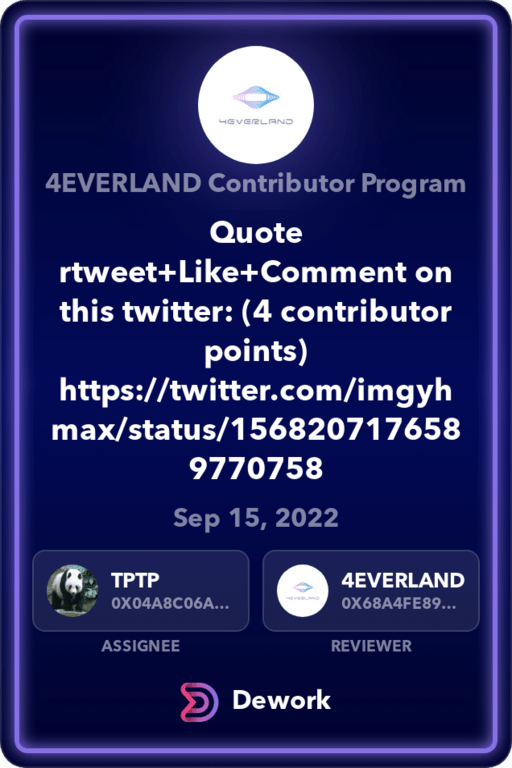 4EVERLAND
4EVERLAND Contributor Program
Quote
rtweet+Like+Comment on
this twitter: (4 contributor
points)
https://twitter.com/imgyh
max/status/156820717658
9770758
Sep 15, 2022
TPTP
0X04A8C06A...
4EVERLAND
4EVERLAND
0X68A4FE89...
ASSIGNEE
REVIEWER
Dework